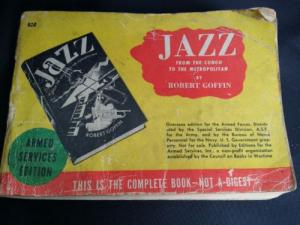 828
JAZZ
FROM THE CONGO
TO THE METROPOLITAN
BY
ROBERT GOFFIN
JAZZ
ROBERT GOFFIN
Overseas edition for the Armed Forces. Distrib-
uted by the Special Services Division, A.S.F.
for the Army, and by the Bureau of Naval
Personnel for the Navy. U. S. Government prop-
erty. Not for sale. Published by Editions for the
Armed Services, Inc., a non-profit organization
established by the Council on Books in Wartime
ARMED
SERVICES
EDITION
THIS IS THE COMPLETE BOOK—NOT A DIGEST